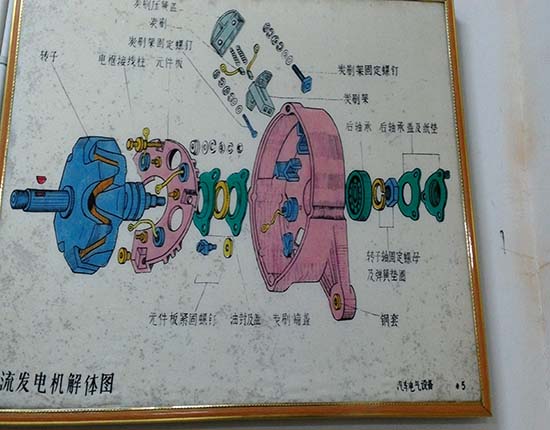 炭刷压簧盖
炭刷
炭刷架固定螺钉
转子
电枢接线柱 元件板
炭刷架固定螺钉
炭刷架
后轴承 后轴承盖及纸垫
转子轴固定螺母
及弹簧垫圈
元件板紧固螺钉 油封及盖 炭刷端盖 铜套
流发电机解体图
汽车电气设备 #5